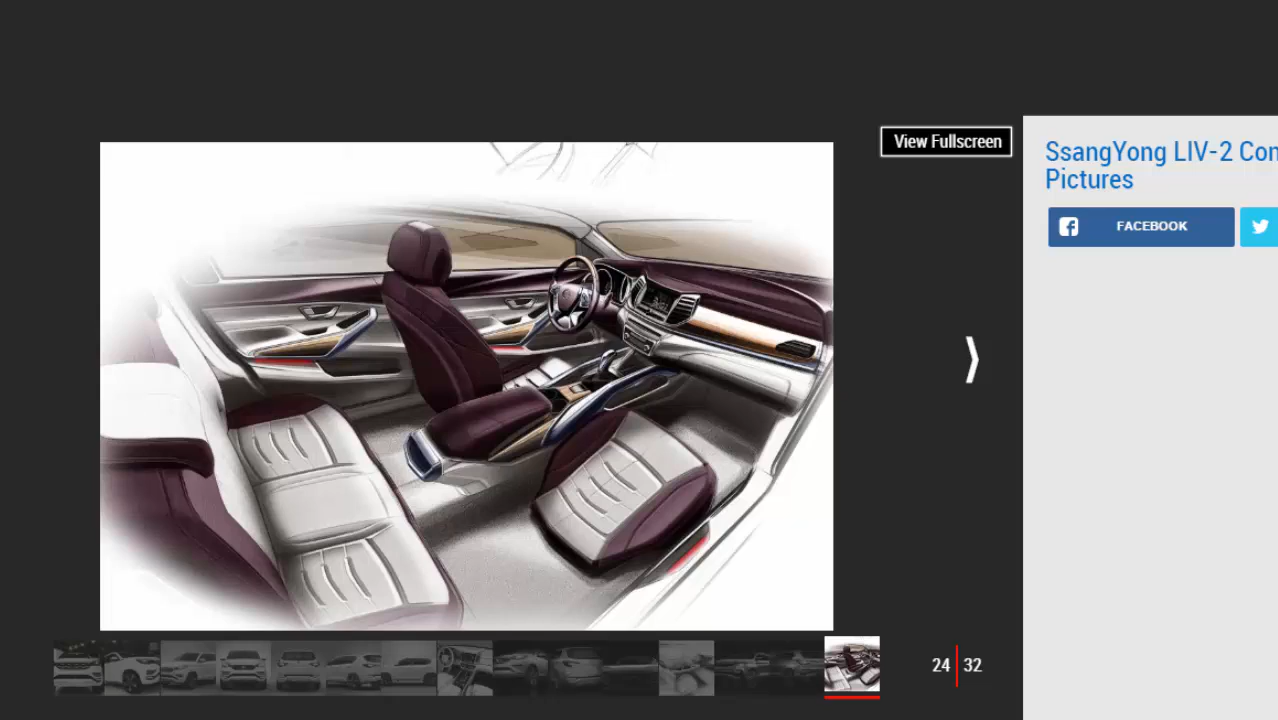 View Fullscreen
SsangYong LIV-2 Con
Pictures
FACEBOOK
24 32